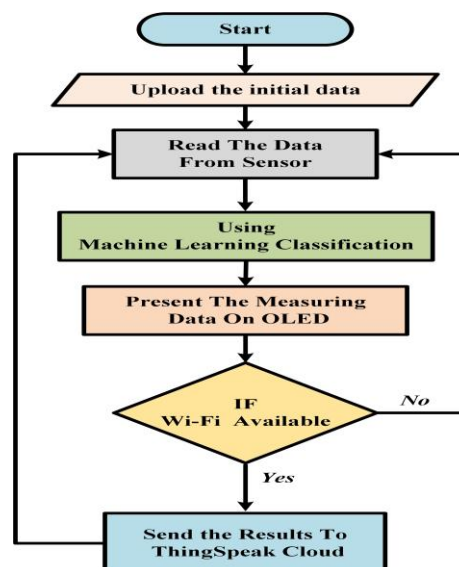 Start
Upload the initial data
Read The Data
From Sensor
Using
Machine Learning Classification
Present The Measuring
Data On OLED
IF
Wi-Fi Available
No
Yes
Send the Results To
ThingSpeak Cloud